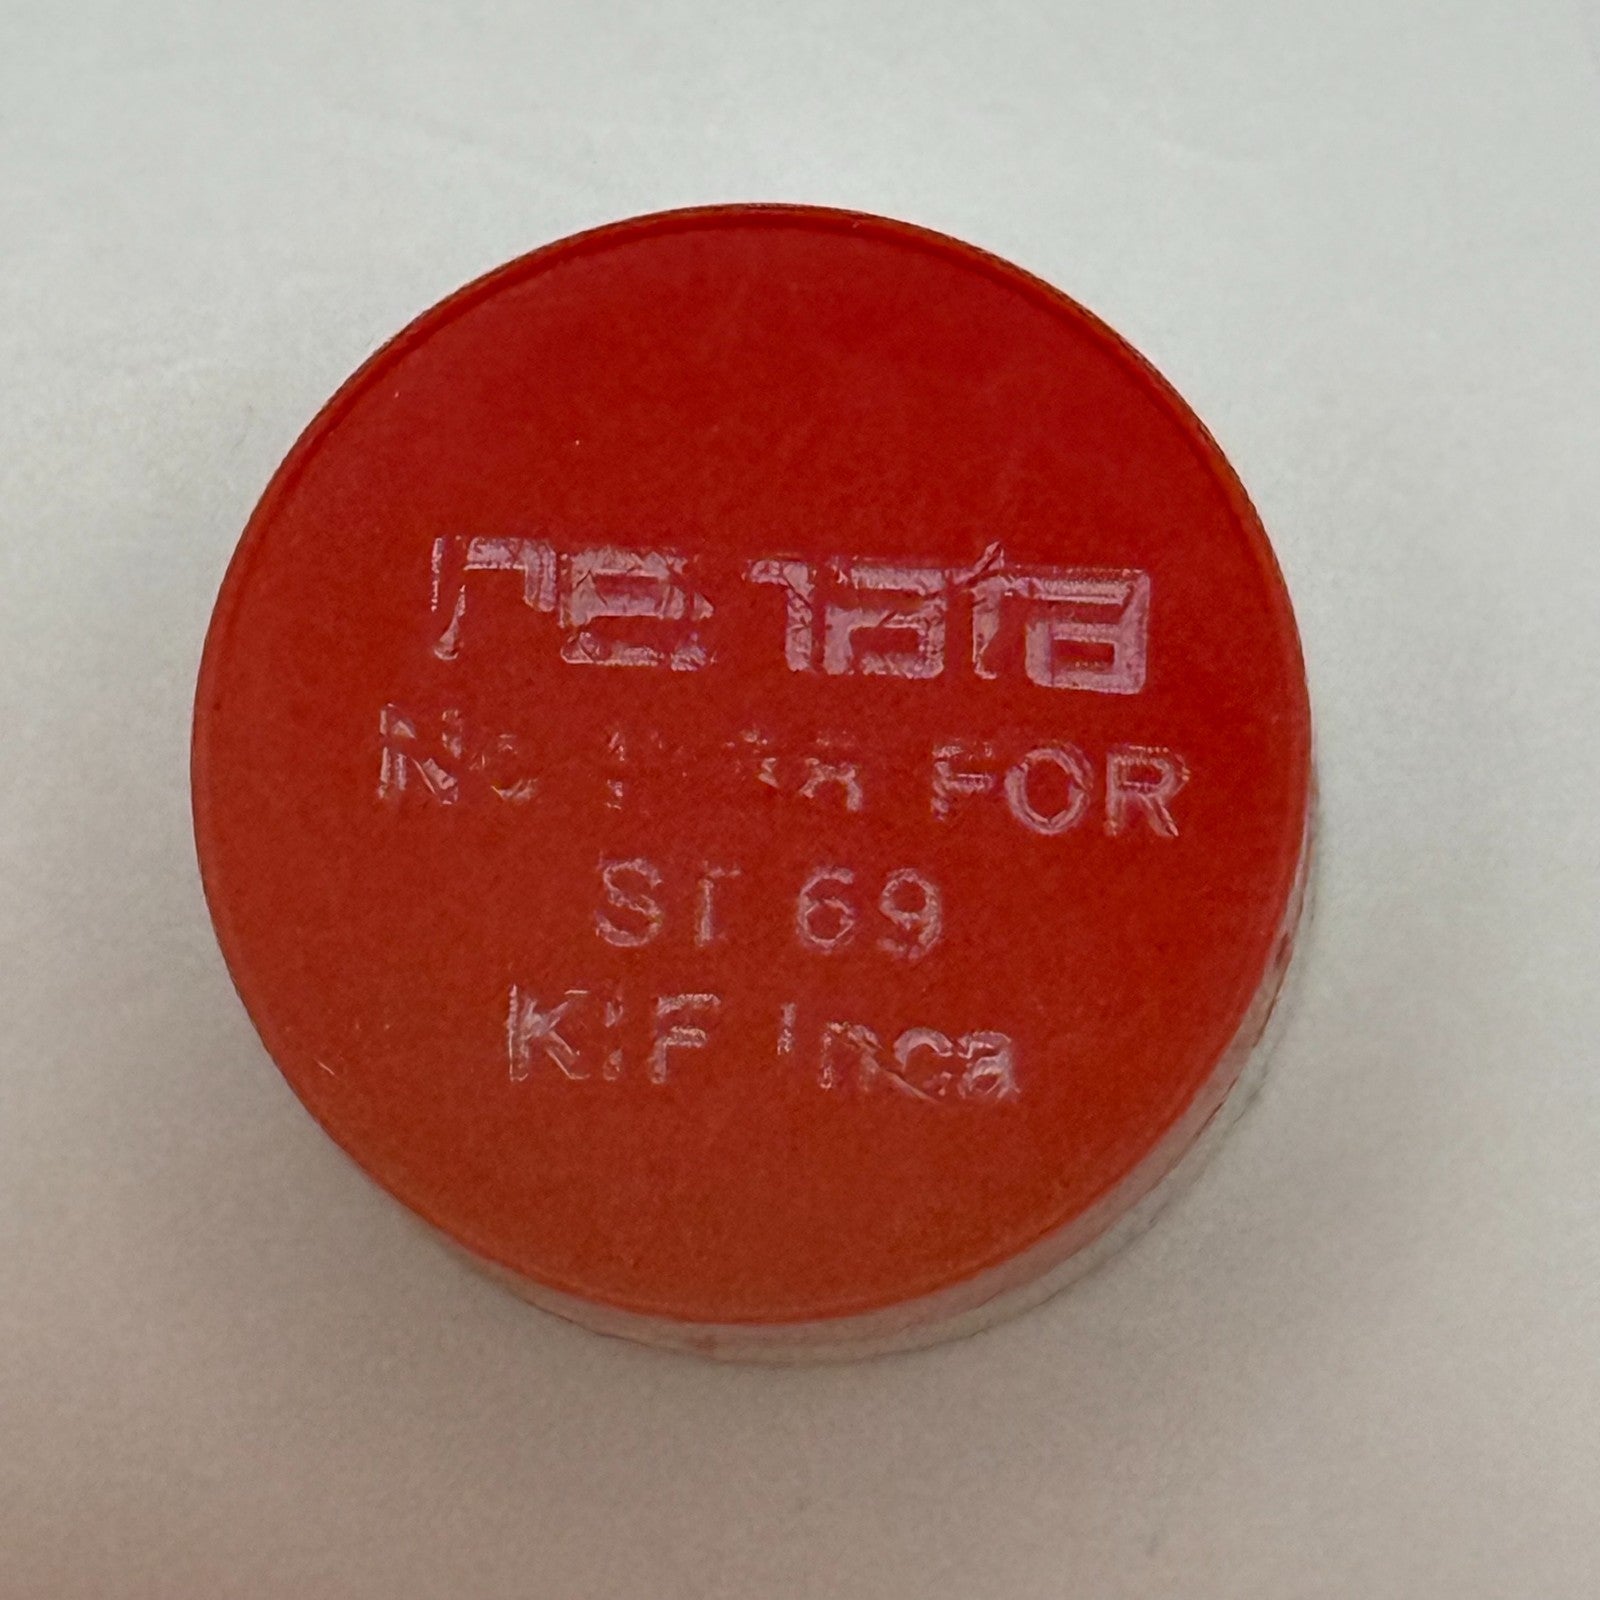 renata
No FOR
ST 69
KIF Inca